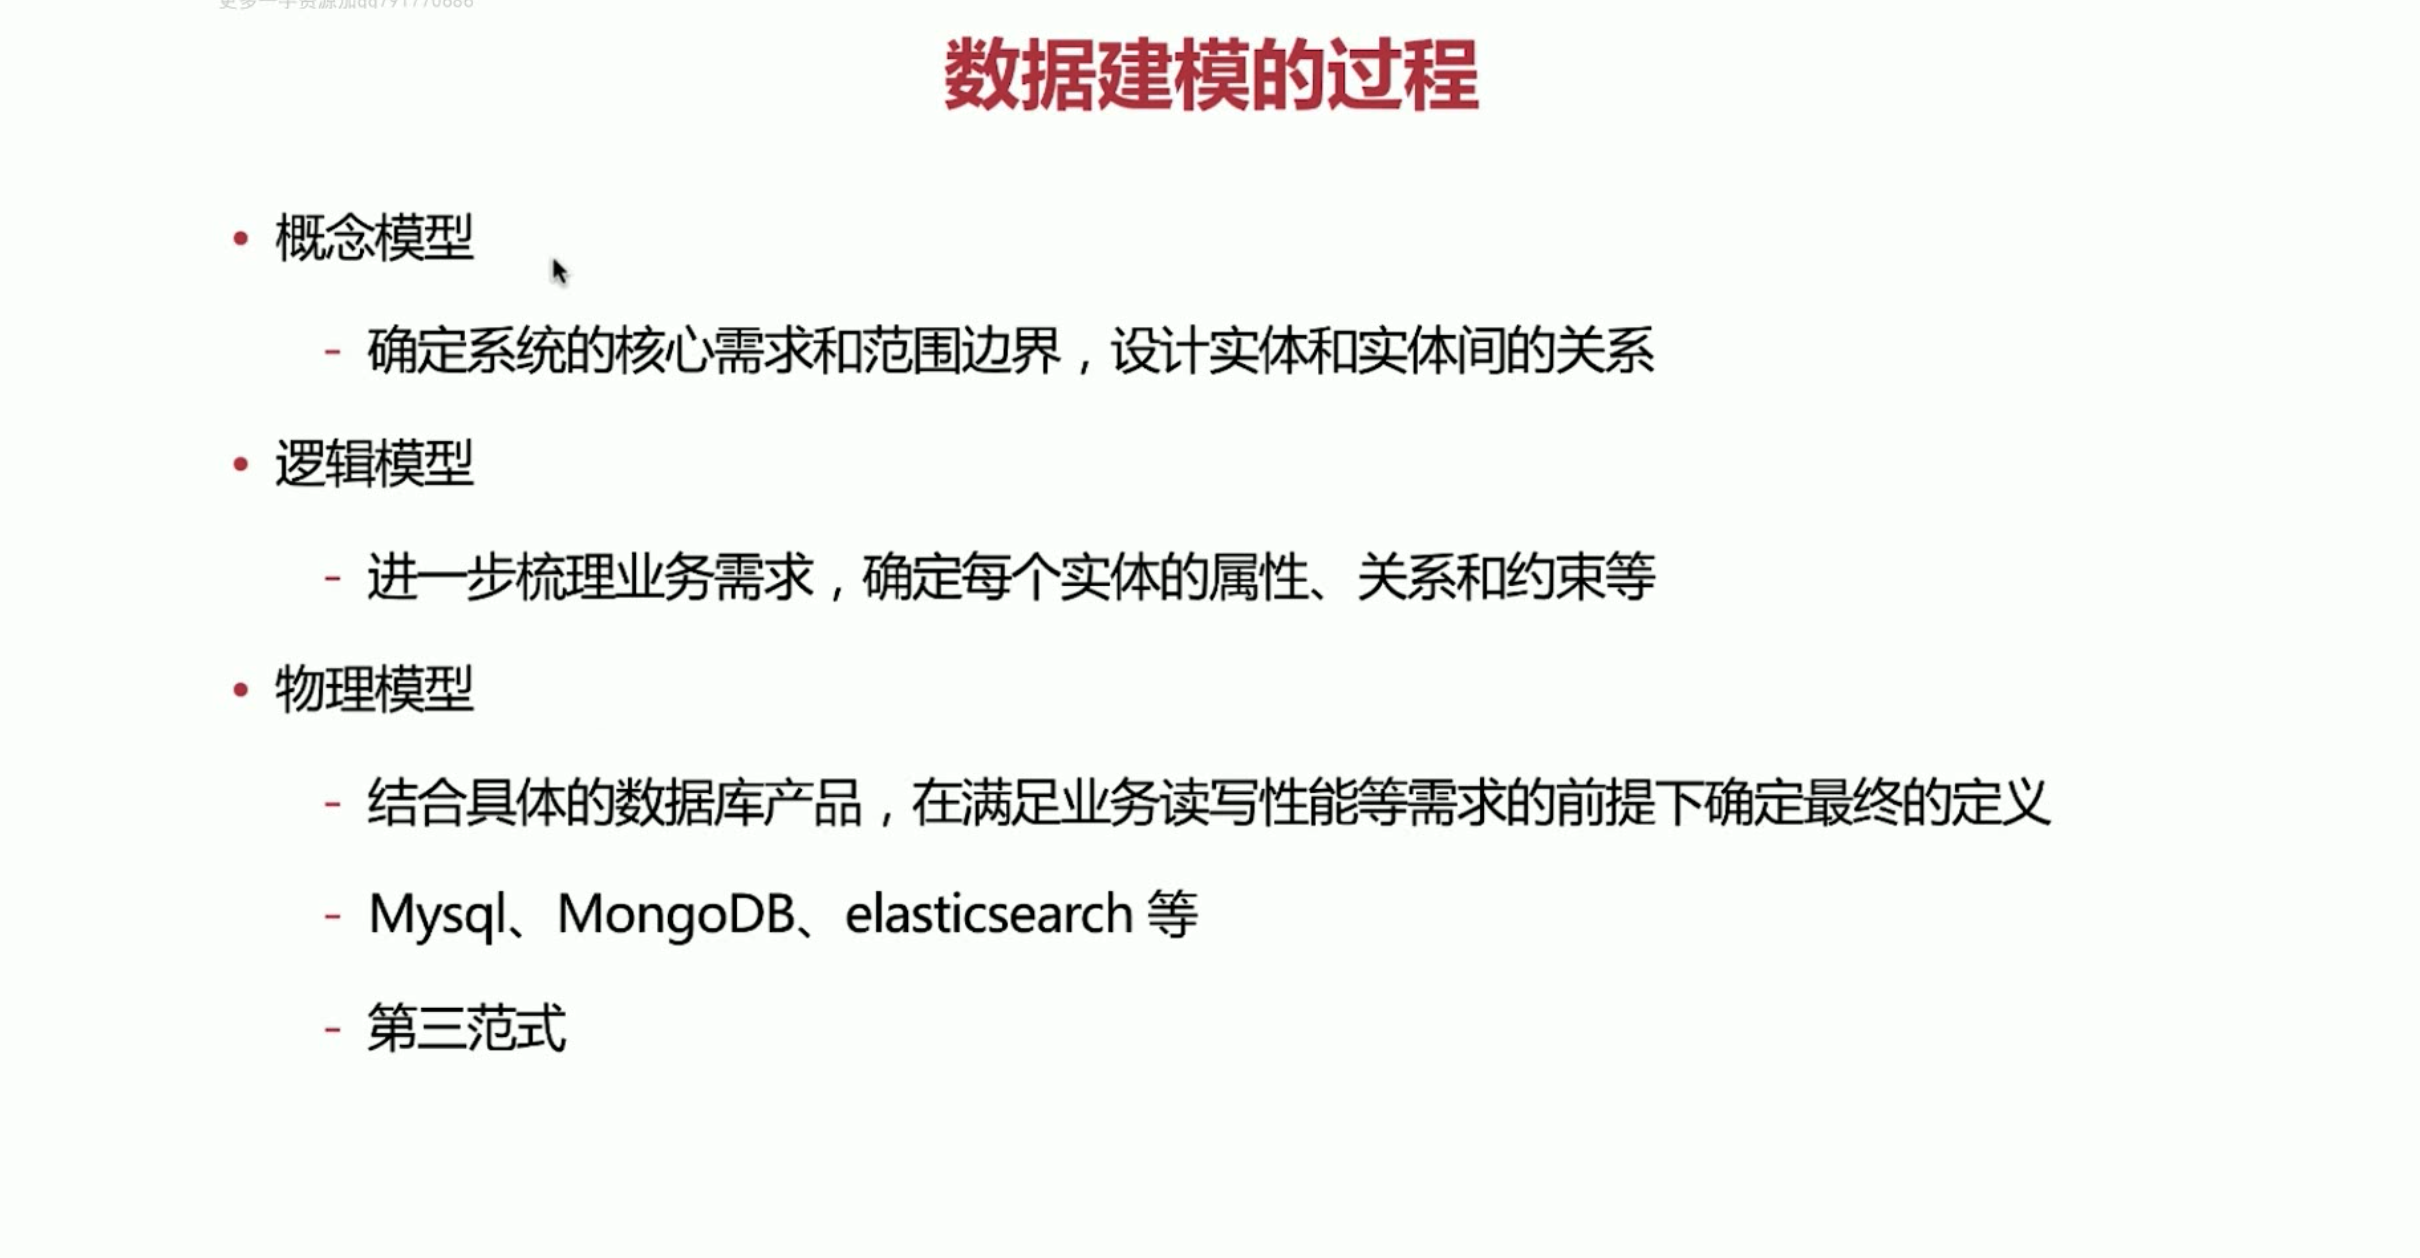 数据建模的过程
• 概念模型
- 确定系统的核心需求和范围边界，设计实体和实体间的关系
• 逻辑模型
- 进一步梳理业务需求，确定每个实体的属性、关系和约束等
• 物理模型
- 结合具体的数据库产品，在满足业务读写性能等需求的前提下确定最终的定义
- Mysql、MongoDB、elasticsearch 等
- 第三范式